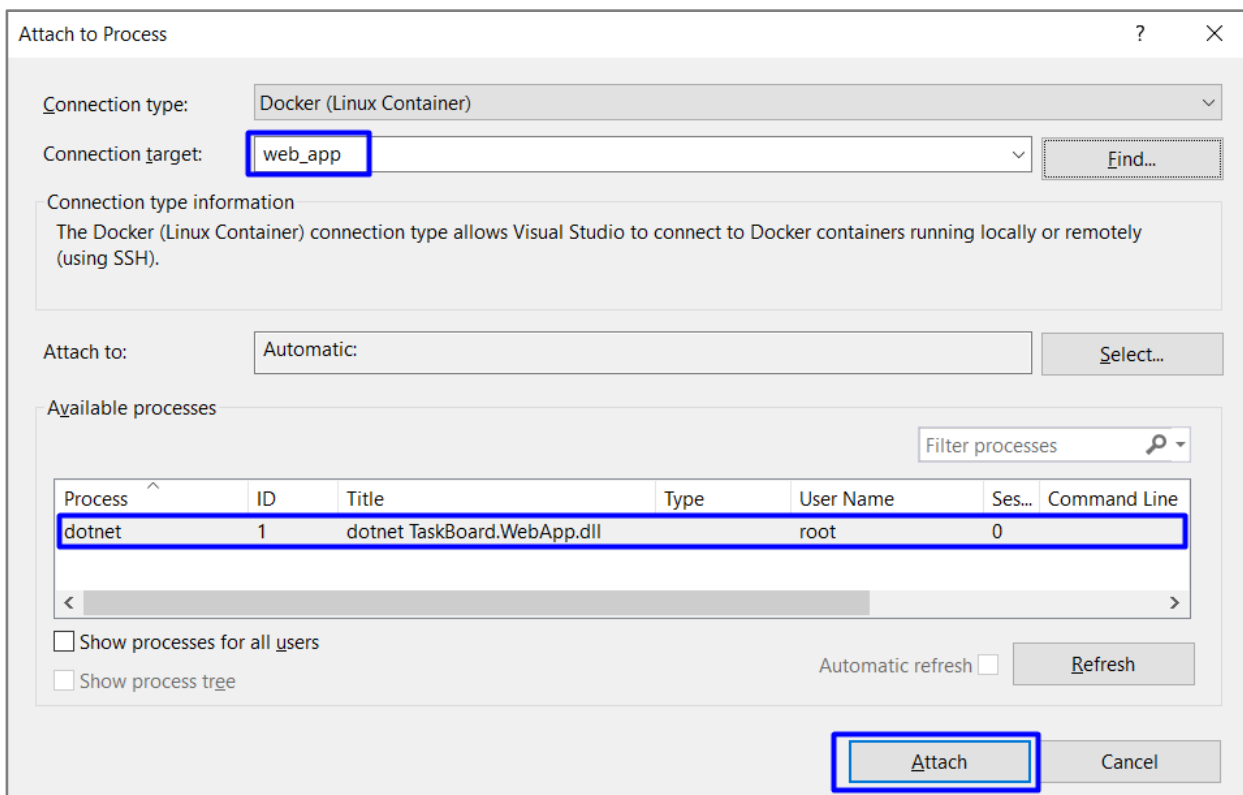 Attach to Process
?
Connection type:
Docker (Linux Container)
Connection target:
web_app
Find...
Connection type information
The Docker (Linux Container) connection type allows Visual Studio to connect to Docker containers running locally or remotely
(using SSH).
Attach to:
Automatic:
Select...
Available processes
Filter processes
Process ID Title Type User Name Ses... Command Line
dotnet 1 dotnet TaskBoard.WebApp.dll root 0
Show processes for all users
Show process tree
Automatic refresh
Refresh
Attach
Cancel